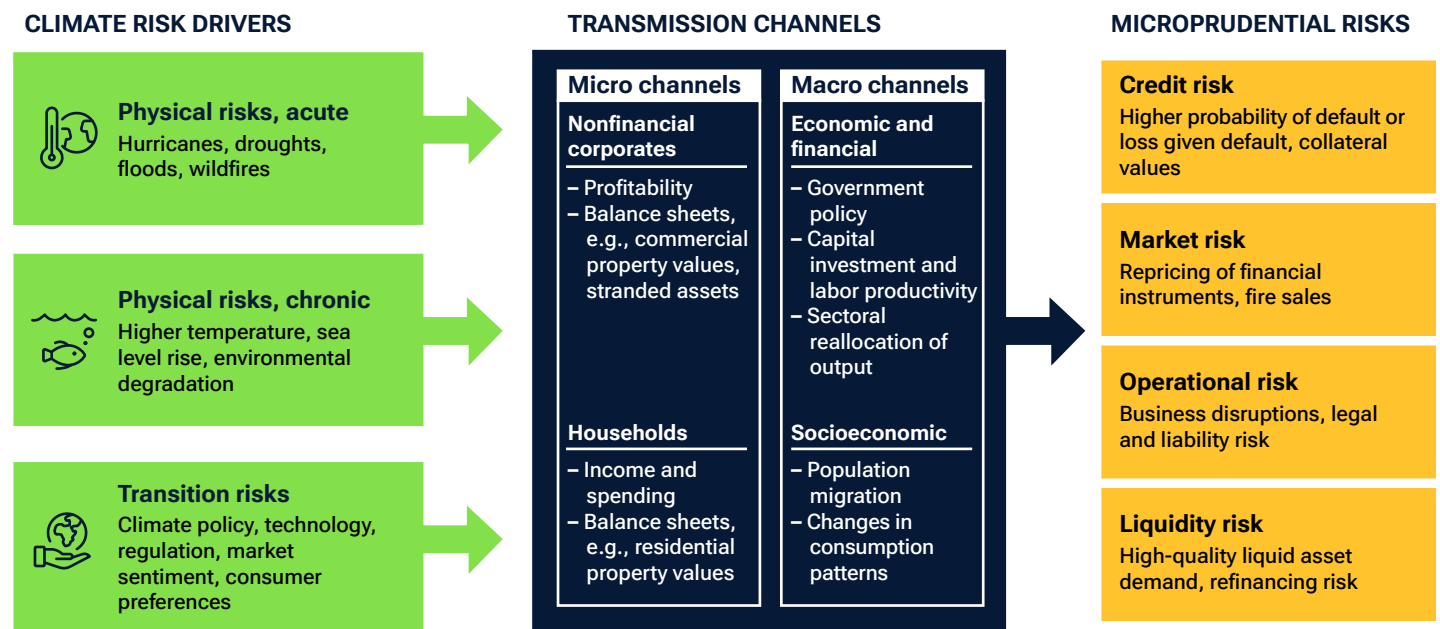 CLIMATE RISK DRIVERS
Physical risks, acute
Hurricanes, droughts,
floods, wildfires
Physical risks, chronic
Higher temperature, sea
level rise, environmental
degradation
Transition risks
Climate policy, technology,
regulation, market
sentiment, consumer
preferences
TRANSMISSION CHANNELS
Micro channels
Nonfinancial
corporates
– Profitability
– Balance sheets,
e.g., commercial
property values,
stranded assets
Households
– Income and
spending
– Balance sheets,
e.g., residential
property values
Macro channels
Economic and
financial
– Government
policy
– Capital
investment and
labor productivity
– Sectoral
reallocation of
output
Socioeconomic
– Population
migration
– Changes in
consumption
patterns
MICROPRUDENTIAL RISKS
Credit risk
Higher probability of default or
loss given default, collateral
values
Market risk
Repricing of financial
instruments, fire sales
Operational risk
Business disruptions, legal
and liability risk
Liquidity risk
High-quality liquid asset
demand, refinancing risk